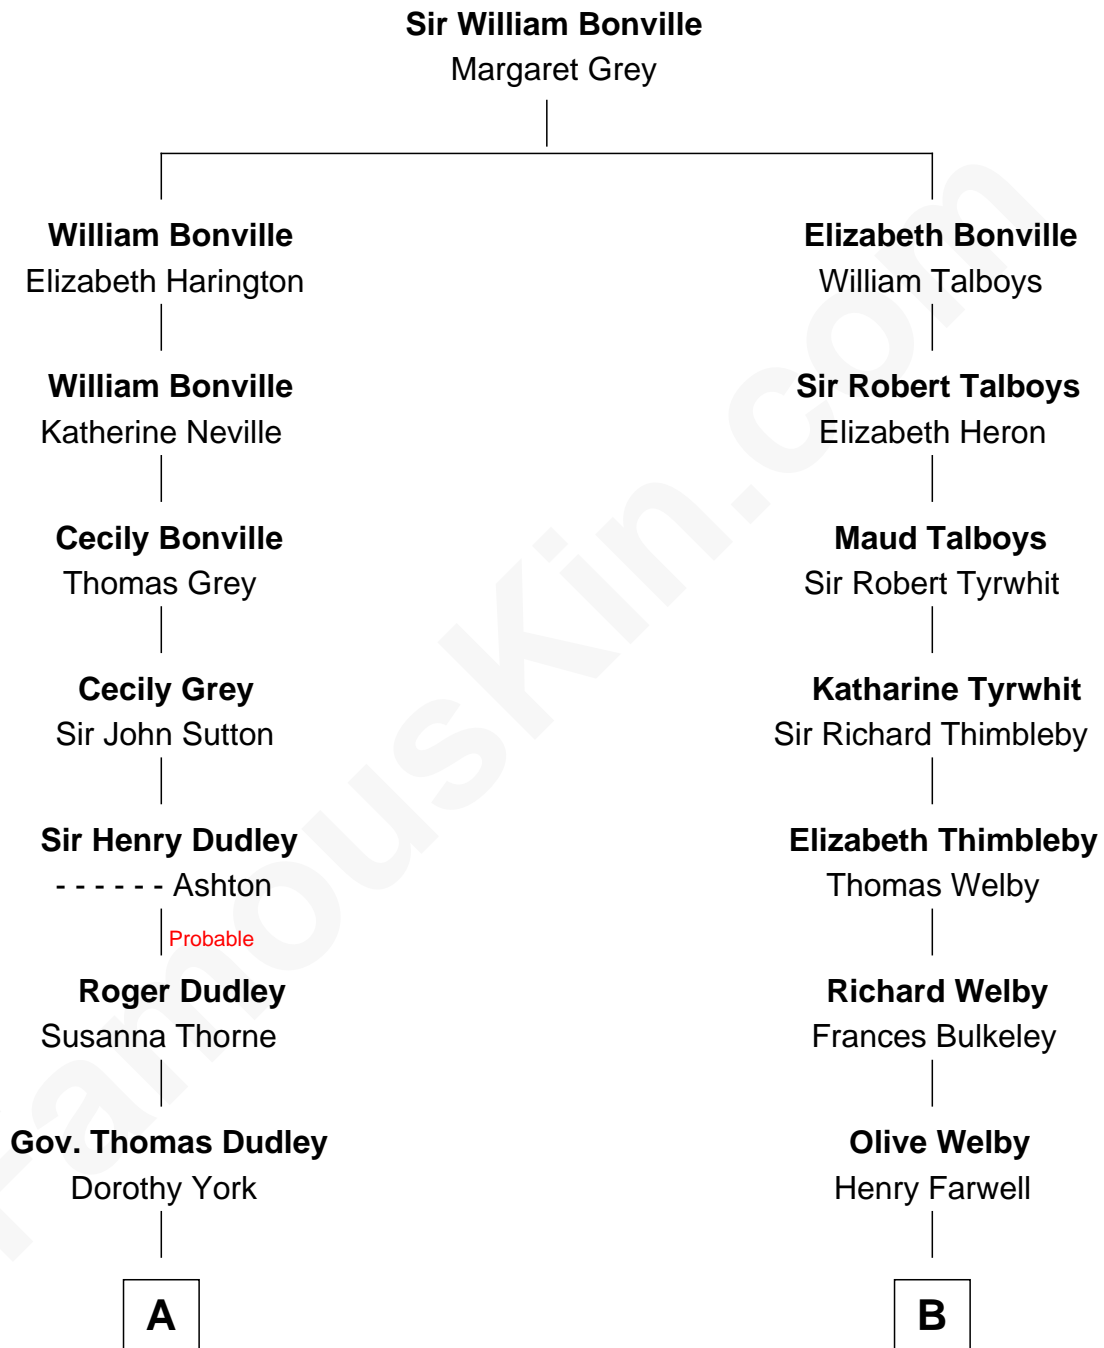 Sir William Bonville
Margaret Grey
William Bonville
Elizabeth Harington
Elizabeth Bonville
William Talboys
William Bonville
Katherine Neville
Sir Robert Talboys
Elizabeth Heron
Cecily Bonville
Thomas Grey
Maud Talboys
Sir Robert Tyrwhit
Cecily Grey
Sir John Sutton
Katharine Tyrwhit
Sir Richard Thimbleby
Sir Henry Dudley
- - - - - - Ashton
Probable
Elizabeth Thimbleby
Thomas Welby
Roger Dudley
Susanna Thorne
Richard Welby
Frances Bulkeley
Gov. Thomas Dudley
Dorothy York
Olive Welby
Henry Farwell
A
B
FamousKin.com